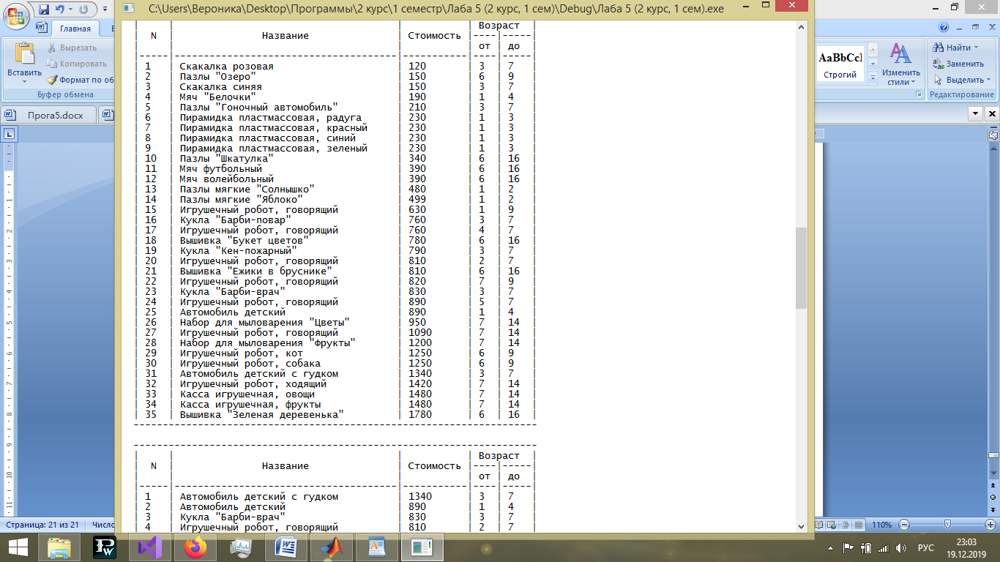 C:\Users\Вероника\Desktop\Программы\2 курс\1 семестр\Лаба 5 (2 курс, 1 сем)\Debug\Лаба 5 (2 курс, 1 сем).exe
Главная
Вставить
Вырезать
Копировать
Формат по об
Буфер обмена
AaBbCcl
Строгий
Изменить стили
Найти
Заменить
Выделить
Редактирование
Прога5.docx
| N | Название | Стоимость | Возраст |
| от | до |
| 1 | Скакалка розовая | 120 | 3 | 7 |
| 2 | Пазлы "Озеро" | 150 | 6 | 9 |
| 3 | Скакалка синяя | 150 | 3 | 7 |
| 4 | Мяч "Белочки" | 190 | 1 | 4 |
| 5 | Пазлы "Гоночный автомобиль" | 210 | 3 | 7 |
| 6 | Пирамидка пластмассовая, радуга | 230 | 1 | 3 |
| 7 | Пирамидка пластмассовая, красный | 230 | 1 | 3 |
| 8 | Пирамидка пластмассовая, синий | 230 | 1 | 3 |
| 9 | Пирамидка пластмассовая, зеленый | 230 | 1 | 3 |
| 10 | Пазлы "Шкатулка" | 340 | 6 | 16 |
| 11 | Мяч футбольный | 390 | 6 | 16 |
| 12 | Мяч волейбольный | 390 | 6 | 16 |
| 13 | Пазлы мягкие "Солнышко" | 480 | 1 | 2 |
| 14 | Пазлы мягкие "Яблоко" | 499 | 1 | 2 |
| 15 | Игрушечный робот, говорящий | 630 | 1 | 9 |
| 16 | Кукла "Барби-повар" | 760 | 3 | 7 |
| 17 | Игрушечный робот, говорящий | 760 | 4 | 7 |
| 18 | Вышивка "Букет цветов" | 780 | 6 | 16 |
| 19 | Кукла "Кен-пожарный" | 790 | 3 | 7 |
| 20 | Игрушечный робот, говорящий | 810 | 2 | 7 |
| 21 | Вышивка "Ежики в бруснике" | 810 | 6 | 16 |
| 22 | Игрушечный робот, говорящий | 820 | 7 | 9 |
| 23 | Кукла "Барби-врач" | 830 | 3 | 7 |
| 24 | Игрушечный робот, говорящий | 890 | 5 | 7 |
| 25 | Автомобиль детский | 890 | 1 | 4 |
| 26 | Набор для мыловарения "Цветы" | 950 | 7 | 14 |
| 27 | Игрушечный робот, говорящий | 1090 | 7 | 14 |
| 28 | Набор для мыловарения "Фрукты" | 1200 | 7 | 14 |
| 29 | Игрушечный робот, кот | 1250 | 6 | 9 |
| 30 | Игрушечный робот, собака | 1250 | 6 | 9 |
| 31 | Автомобиль детский с гудком | 1340 | 3 | 7 |
| 32 | Игрушечный робот, ходящий | 1420 | 7 | 14 |
| 33 | Касса игрушечная, овощи | 1480 | 7 | 14 |
| 34 | Касса игрушечная, фрукты | 1480 | 7 | 14 |
| 35 | Вышивка "Зеленая деревенька" | 1780 | 6 | 16 |
| N | Название | Стоимость | Возраст |
| от | до |
| 1 | Автомобиль детский с гудком | 1340 | 3 | 7 |
| 2 | Автомобиль детский | 890 | 1 | 4 |
| 3 | Кукла "Барби-врач" | 830 | 3 | 7 |
| 4 | Игрушечный робот, говорящий | 810 | 2 | 7 |
Страница: 21 из 21
Число
110%
РУС
23:03
19.12.2019